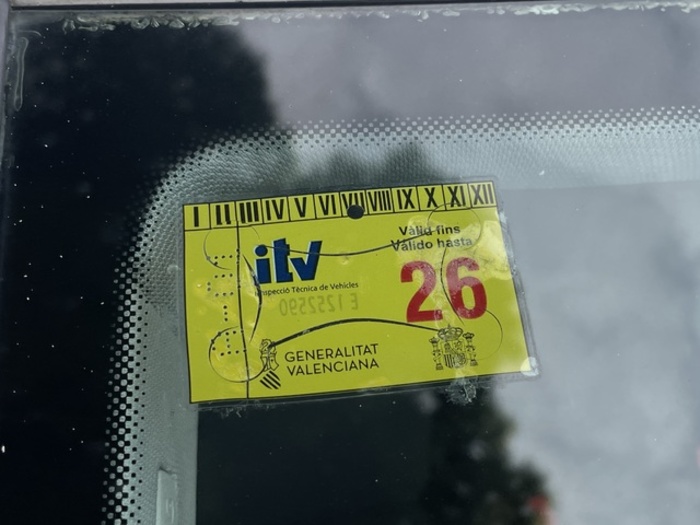 I II III IV V VI VII VIII IX X XI XII
itv
Inspecció Tècnica de Vehicles
Vàlid fins
Válido hasta
26
E 1252590
GENERALITAT
VALENCIANA